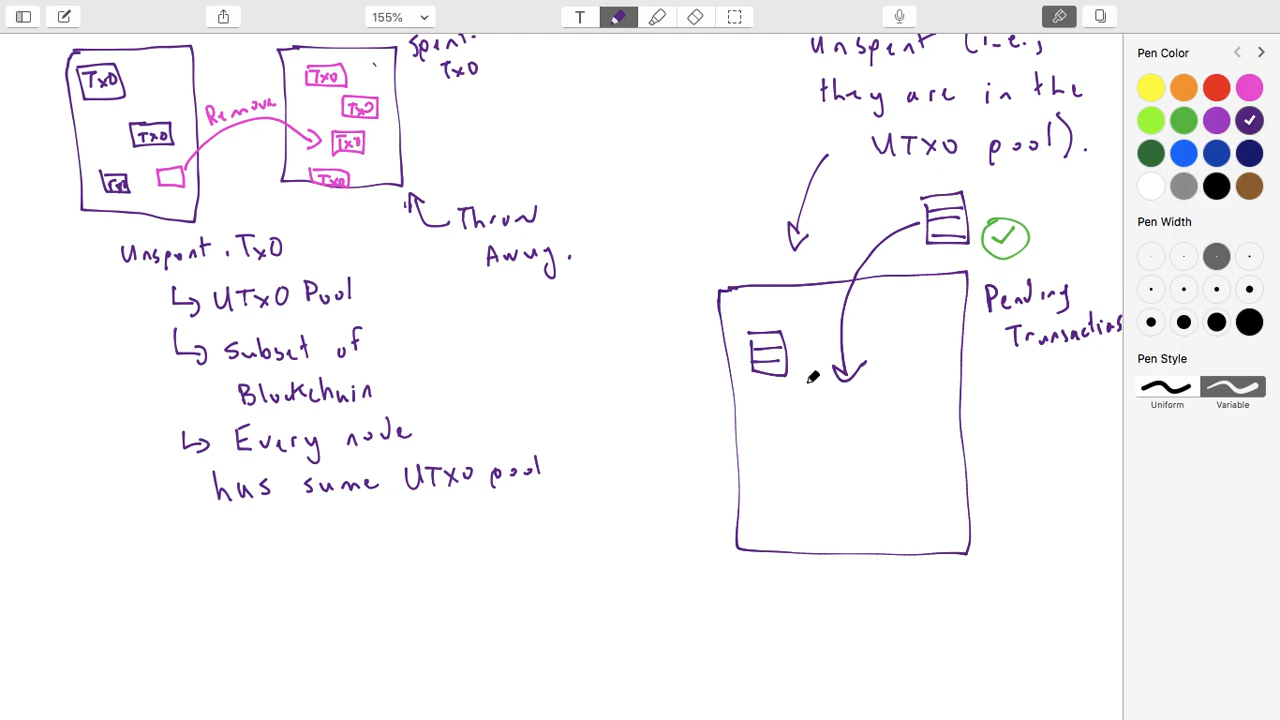 155%
T
Spent.
TxO
TxO
TxO
Remove
TxO
TxO
TxO
TxO
TxO
Throw
Away.
Unspent.TxO
↳ UTxO Pool
↳ Subset of
Blockchain
↳ Every node
has same UTXO pool
Unspent (i.e.,
they are in the
UTXO pool).
Pending
Transactions
Pen Color
Pen Width
Pen Style
Uniform
Variable